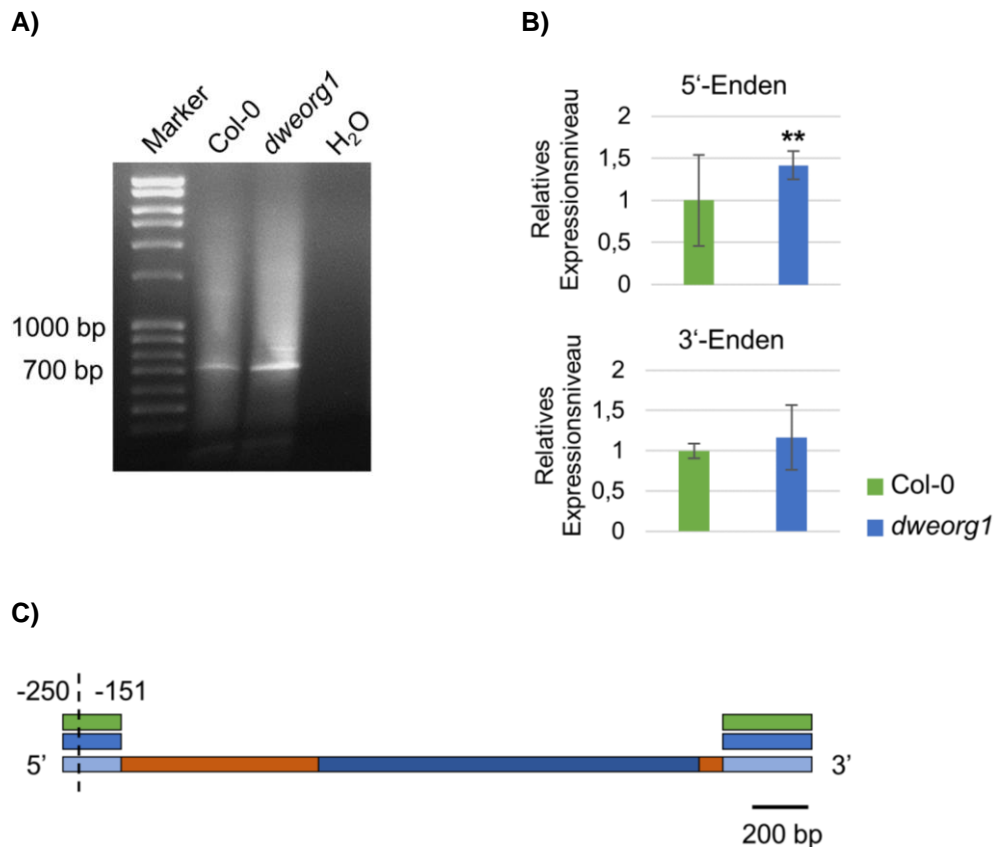 A)
Marker
Col-0
dweorg1
H₂O
1000 bp
700 bp
B)
5‘-Enden
Relatives
Expressionsniveau
2
1,5
1
0,5
0
**
3‘-Enden
Relatives
Expressionsniveau
2
1,5
1
0,5
0
Col-0
dweorg1
C)
-250
-151
5’
3’
200 bp